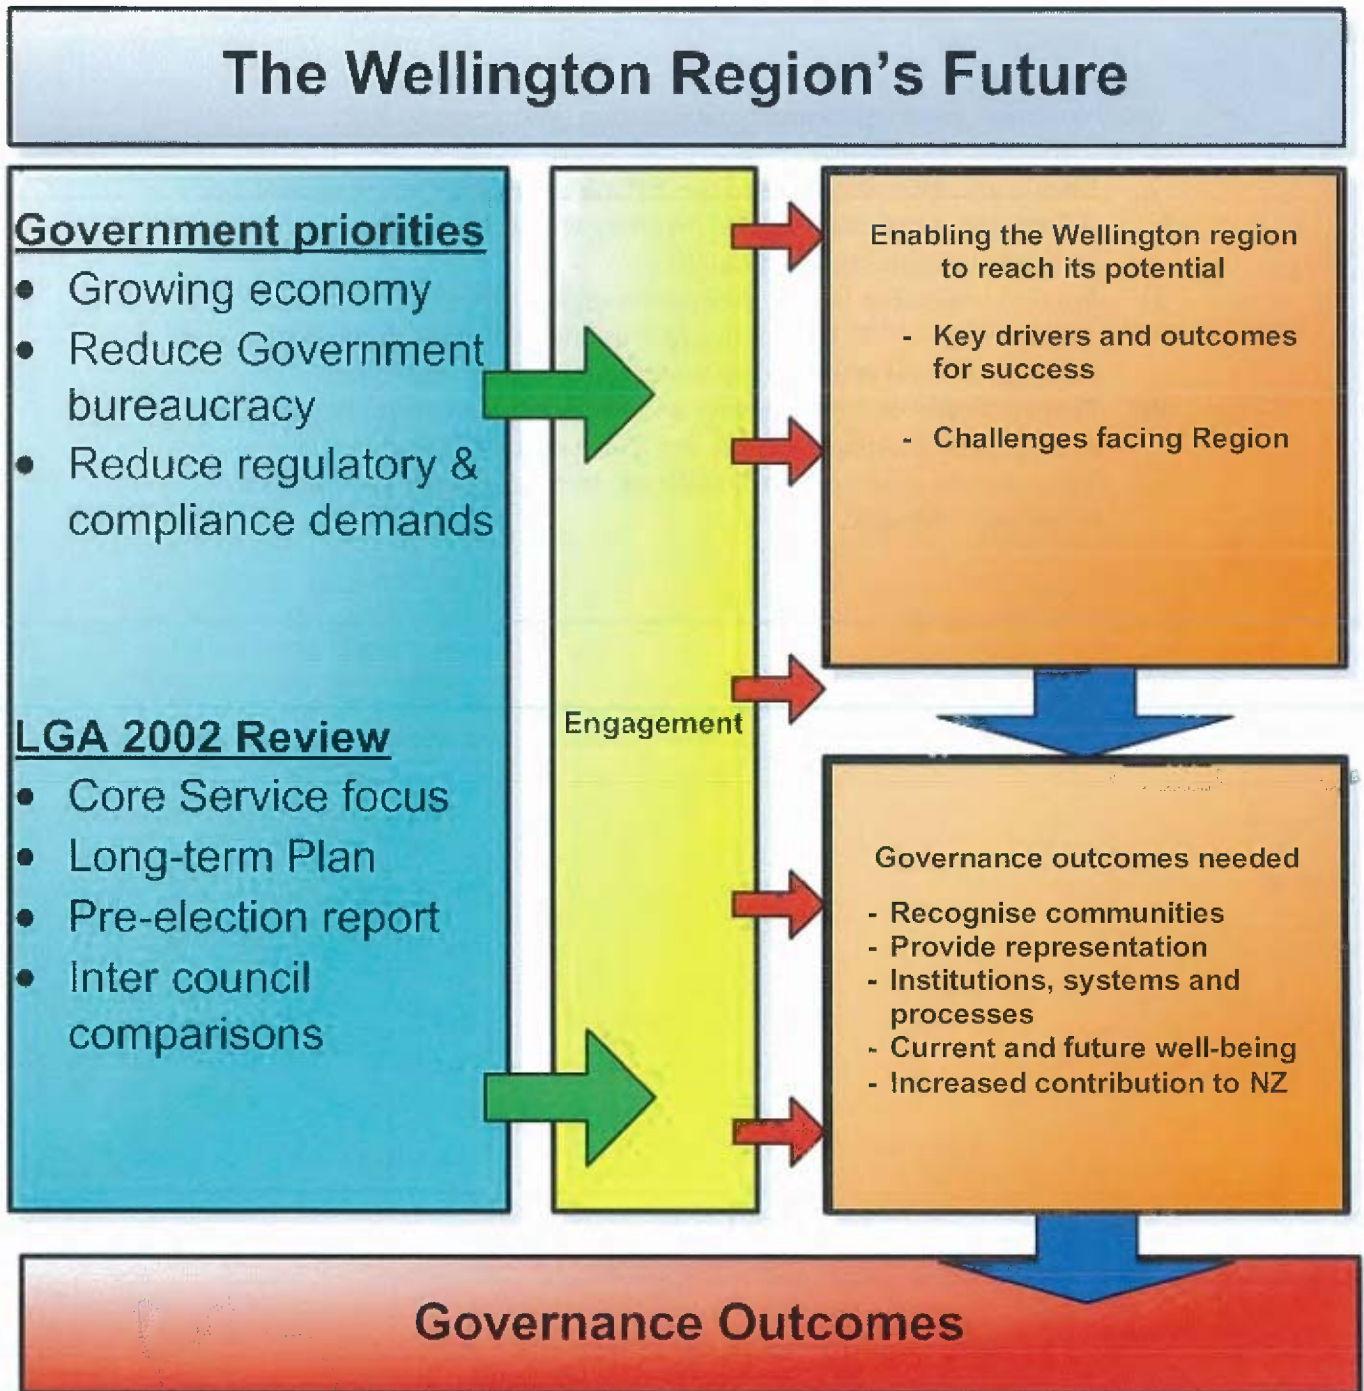 The Wellington Region's Future
Government priorities
• Growing economy
• Reduce Government
bureaucracy
• Reduce regulatory &
compliance demands
LGA 2002 Review
• Core Service focus
• Long-term Plan
• Pre-election report
• Inter council
comparisons
Engagement
Enabling the Wellington region
to reach its potential
- Key drivers and outcomes
for success
- Challenges facing Region
Governance outcomes needed
- Recognise communities
- Provide representation
- Institutions, systems and
processes
- Current and future well-being
- Increased contribution to NZ
Governance Outcomes